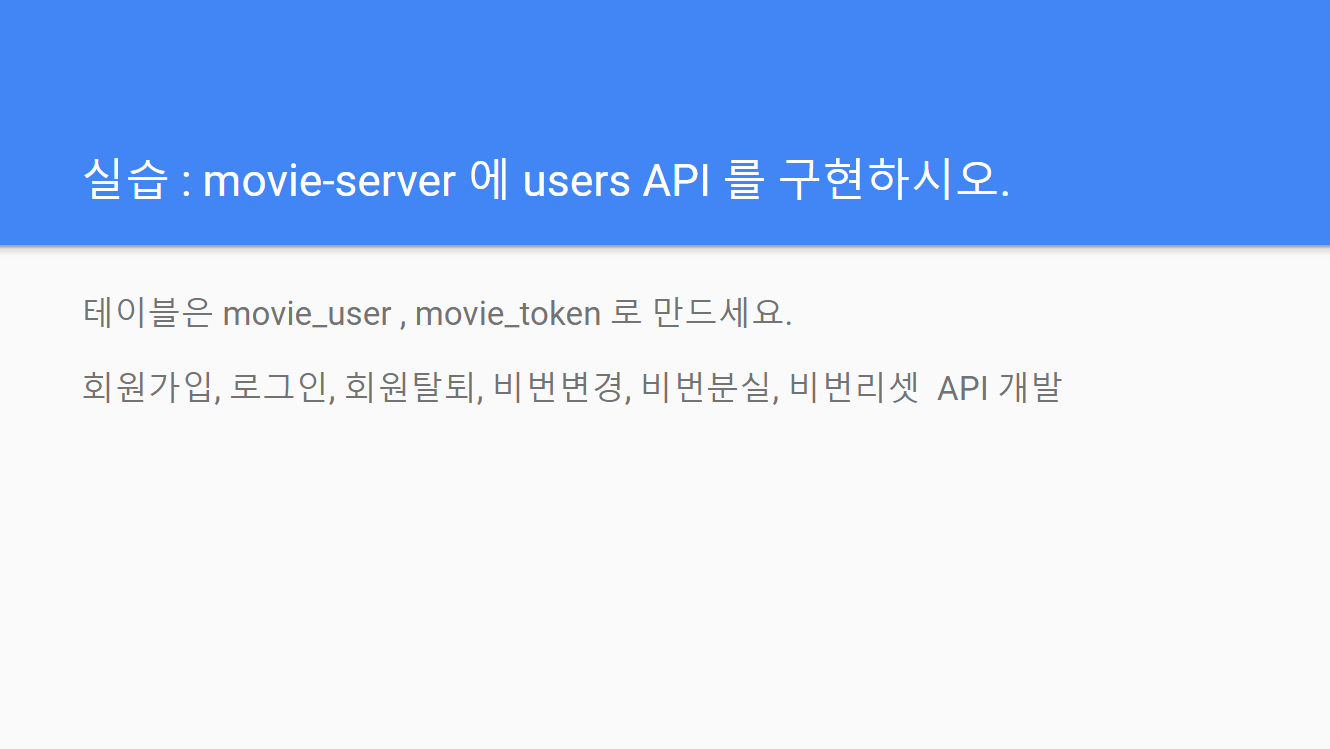 실습 : movie-server 에 users API 를 구현하시오.
테이블은 movie_user , movie_token 로 만드세요.
회원가입, 로그인, 회원탈퇴, 비번변경, 비번분실, 비번리셋  API 개발